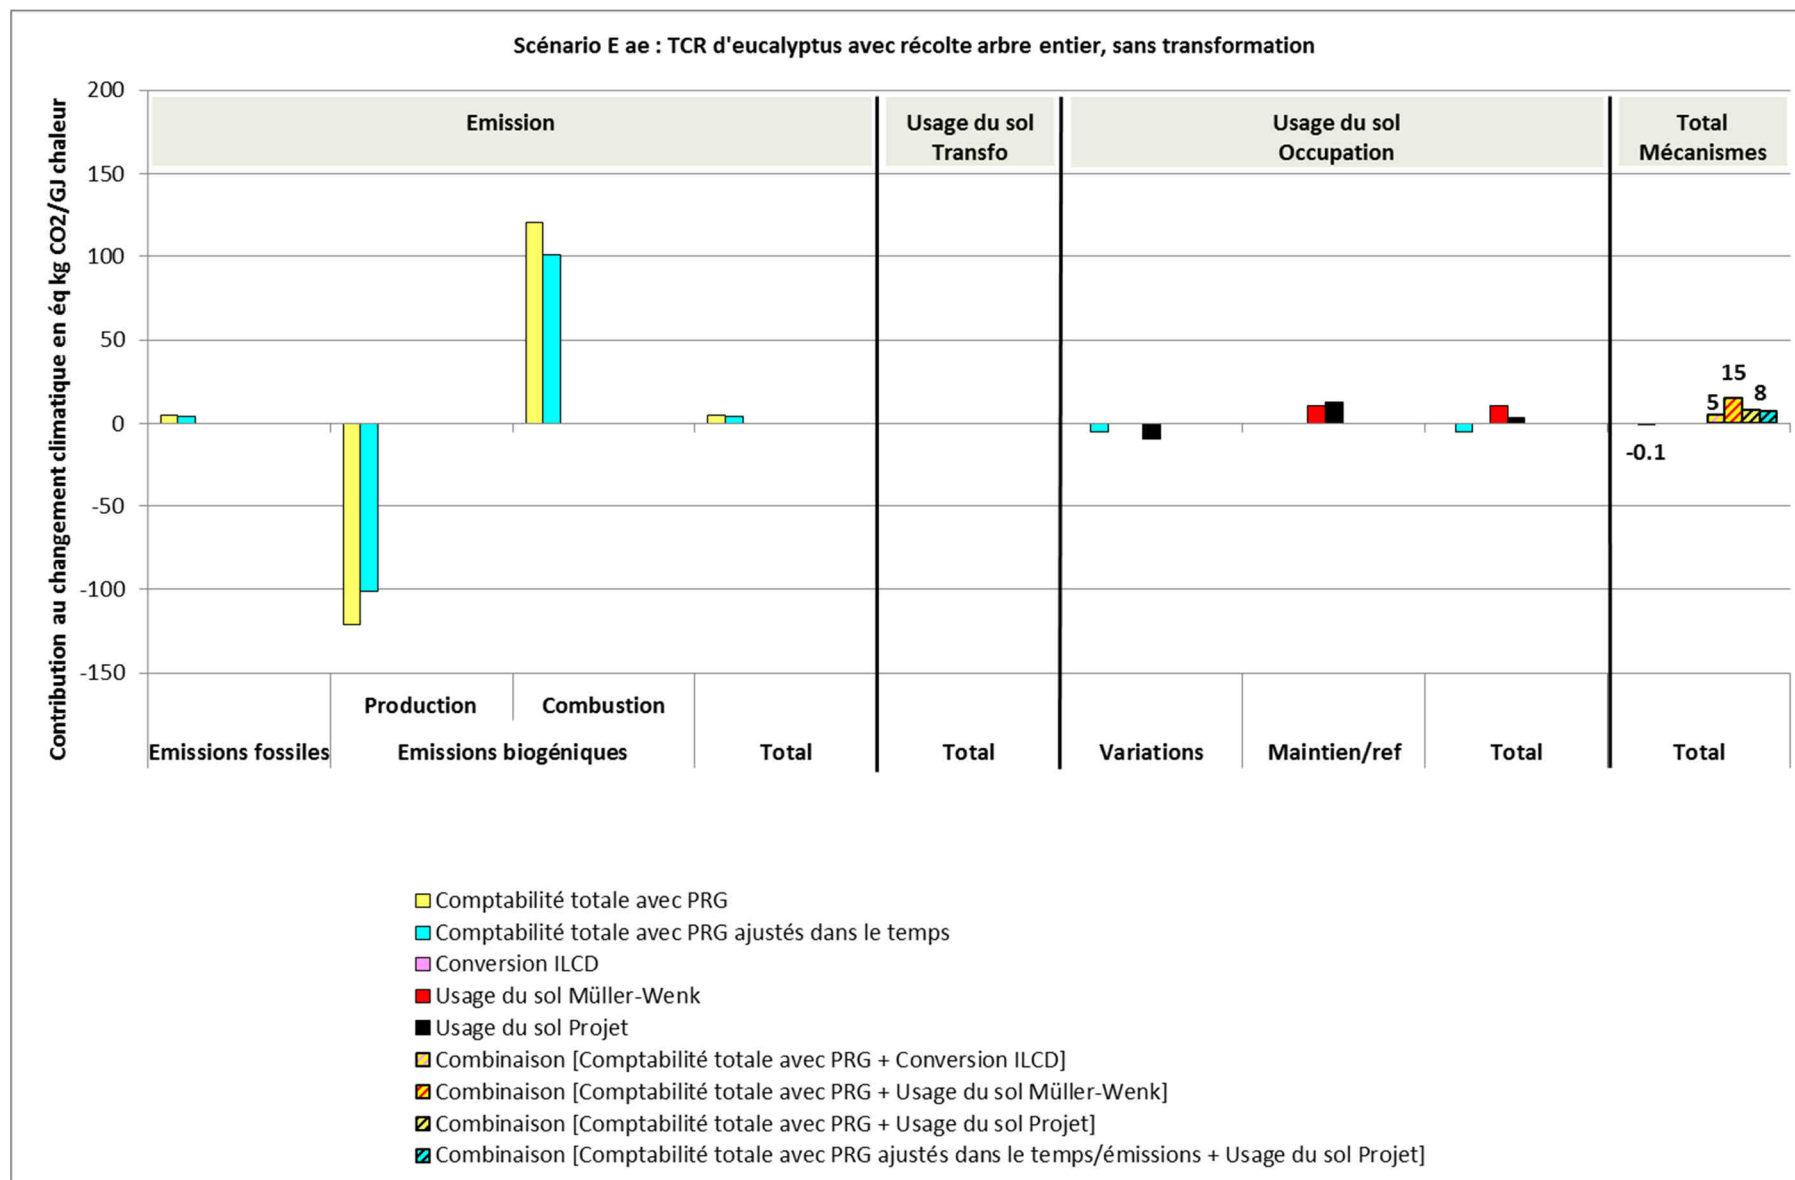 Scénario E ae : TCR d'eucalyptus avec récolte arbre entier, sans transformation
Contribution au changement climatique en éq kg CO2/GJ chaleur
200
150
100
50
0
-50
-100
-150
Emission
Usage du sol
Transfo
Usage du sol
Occupation
Total
Mécanismes
-0.1
5
15
8
Production
Combustion
Emissions fossiles
Emissions biogéniques
Total
Total
Variations
Maintien/ref
Total
Total
Comptabilité totale avec PRG
Comptabilité totale avec PRG ajustés dans le temps
Conversion ILCD
Usage du sol Müller-Wenk
Usage du sol Projet
Combinaison [Comptabilité totale avec PRG + Conversion ILCD]
Combinaison [Comptabilité totale avec PRG + Usage du sol Müller-Wenk]
Combinaison [Comptabilité totale avec PRG + Usage du sol Projet]
Combinaison [Comptabilité totale avec PRG ajustés dans le temps/émissions + Usage du sol Projet]